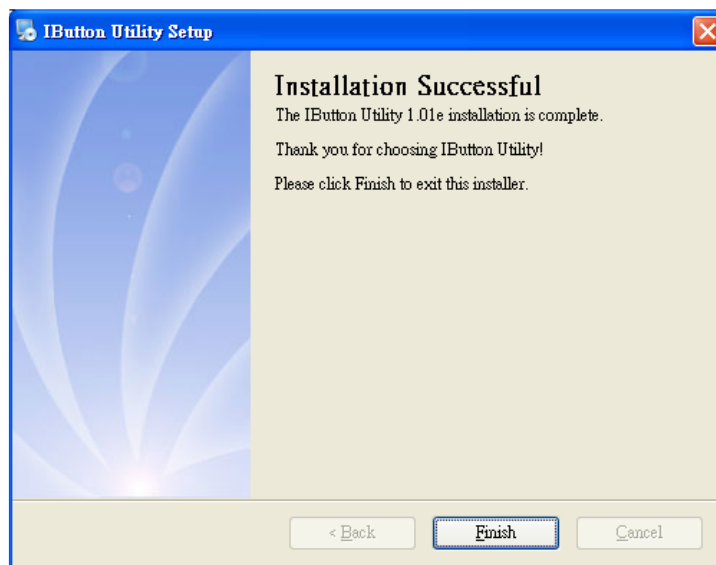 IButton Utility Setup
Installation Successful
The IButton Utility 1.01e installation is complete.
Thank you for choosing IButton Utility!
Please click Finish to exit this installer.
< Back
Finish
Cancel